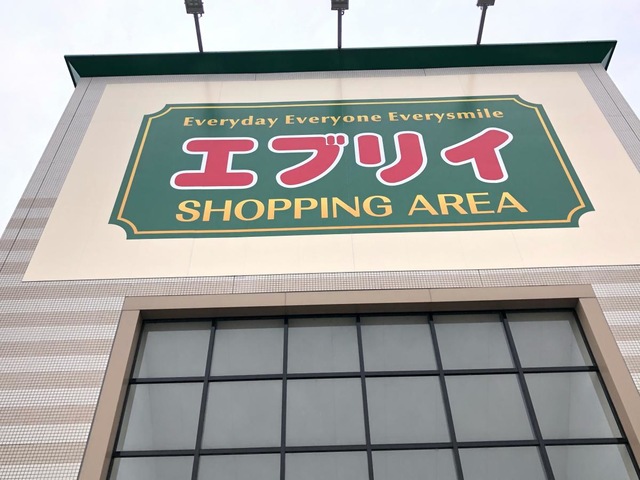 Everyday Everyone Everysmile
エブリイ
SHOPPING AREA